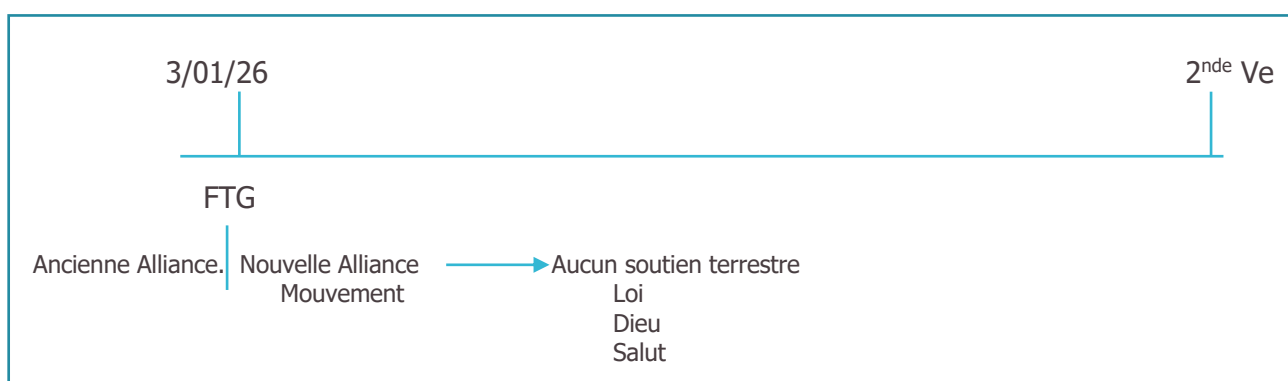 3/01/26 2nde Ve
FTG
Ancienne Alliance. Nouvelle Alliance Aucun soutien terrestre
Mouvement Loi
Dieu
Salut